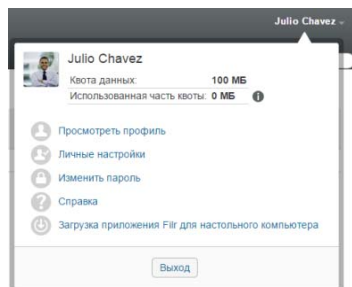 Julio Chavez
Julio Chavez
Квота данных: 100 МБ
Использованная часть квоты: 0 МБ
Просмотреть профиль
Личные настройки
Изменить пароль
Справка
Загрузка приложения Filr для настольного компьютера
Выход